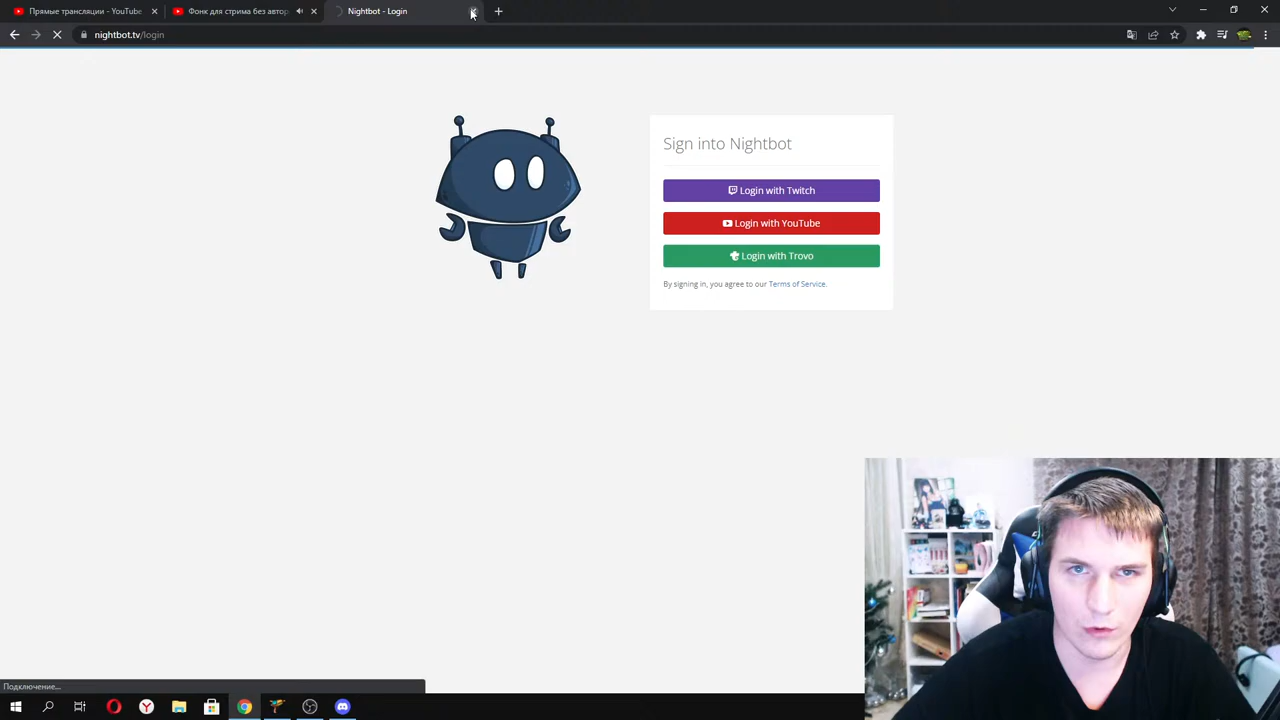 Прямые трансляции - YouTube
Фонк для стрима без автор
Nightbot - Login
nightbot.tv/login
Sign into Nightbot
Login with Twitch
Login with YouTube
Login with Trovo
By signing in, you agree to our Terms of Service.
Подключение...